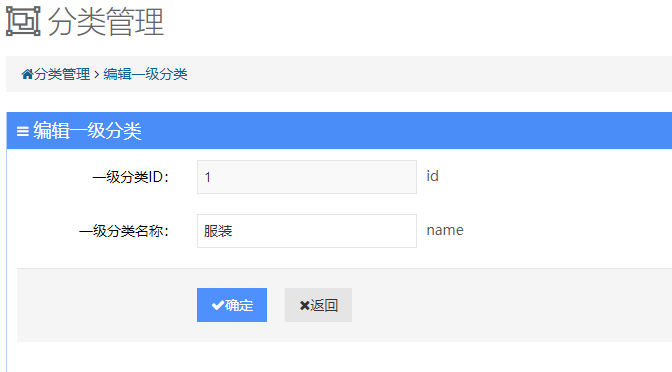 分类管理
分类管理 > 编辑一级分类
编辑一级分类
一级分类ID： 1 id
一级分类名称： 服装 name
确定 返回